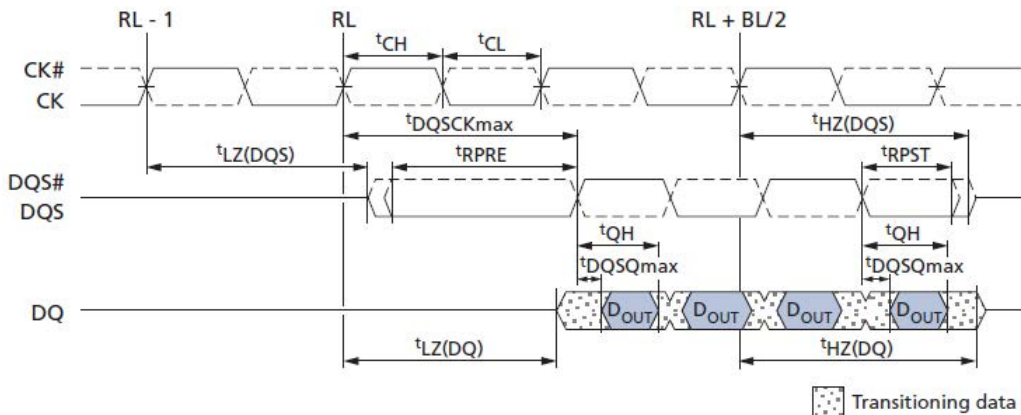 RL - 1 RL RL + BL/2
tCH tCL
CK#
CK
tDQSCKmax tHZ(DQS)
tLZ(DQS) tRPRE tRPST
DQS#
DQS
tQH tQH
tDQSQmax tDQSQmax
DQ DOUT DOUT DOUT DOUT
tLZ(DQ) tHZ(DQ)
Transitioning data